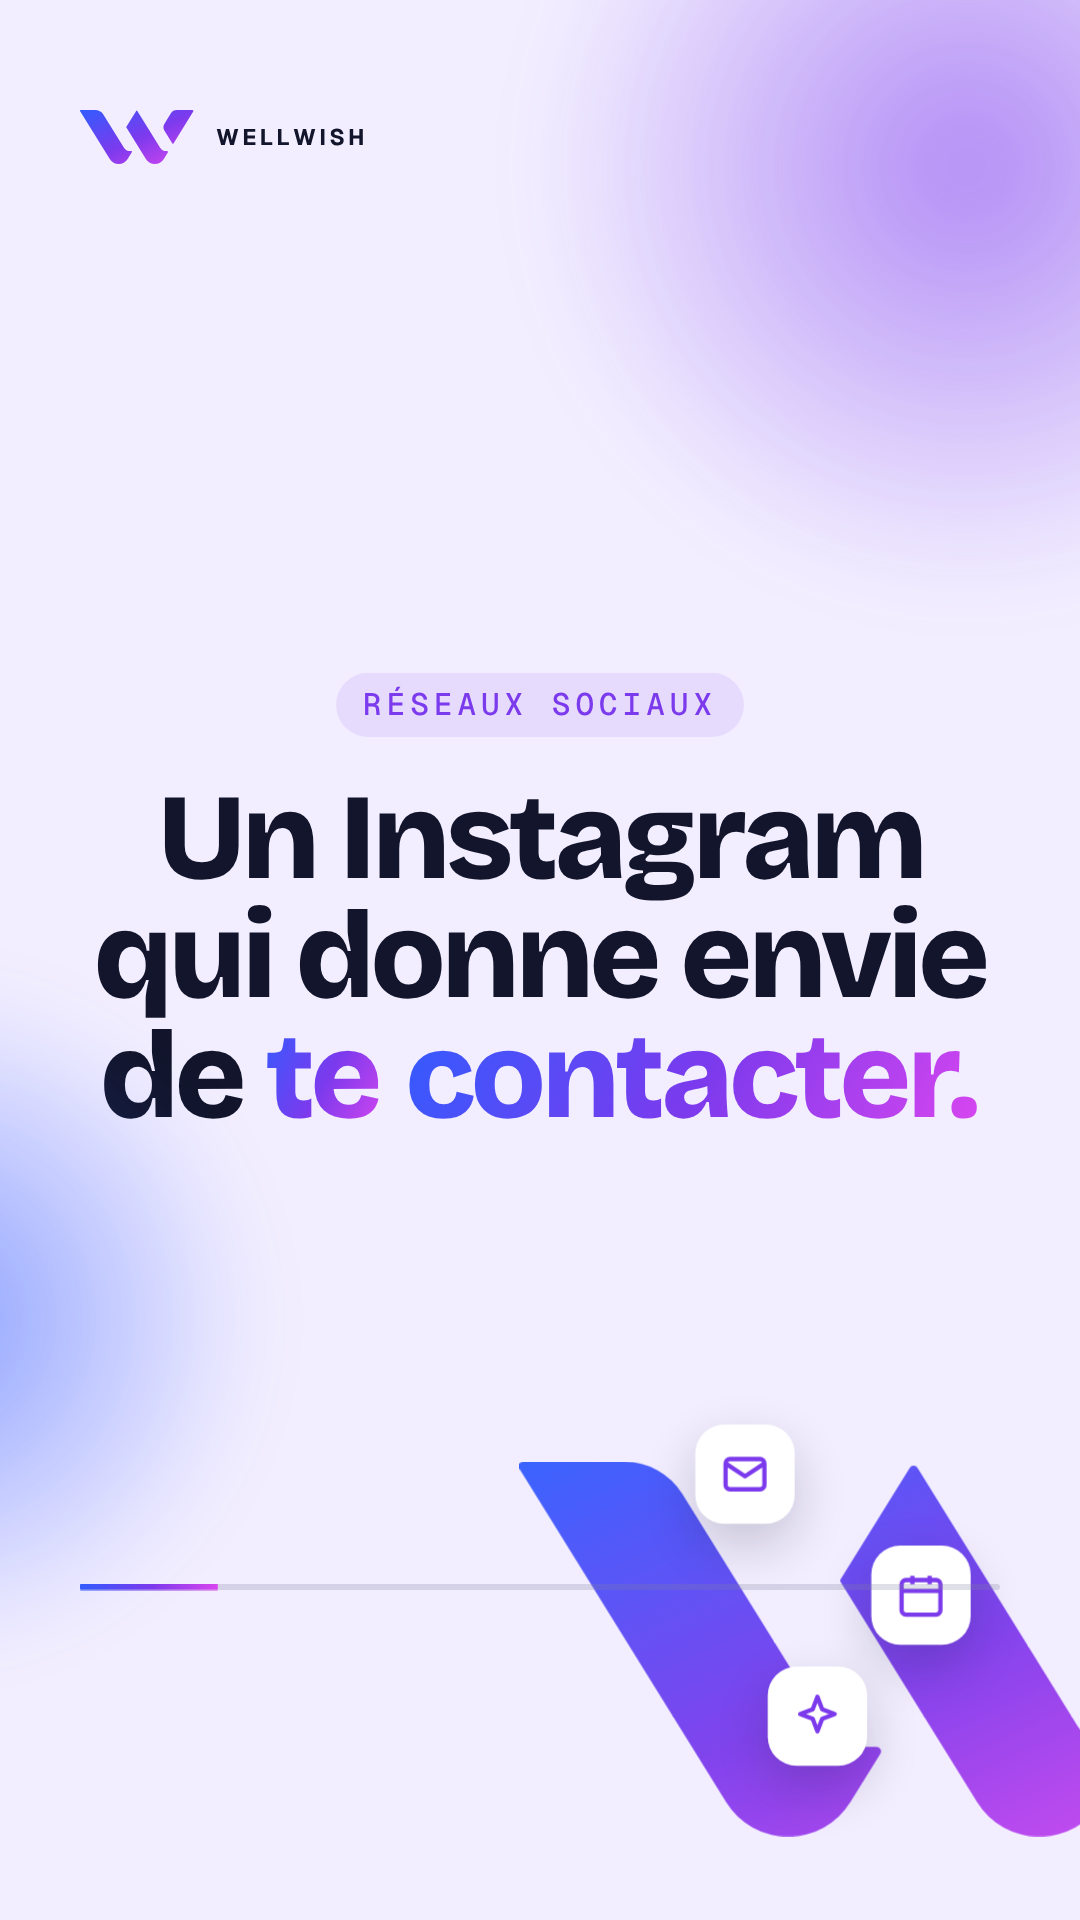 WELLWISH
RÉSEAUX SOCIAUX
Un Instagram
qui donne envie
de te contacter.